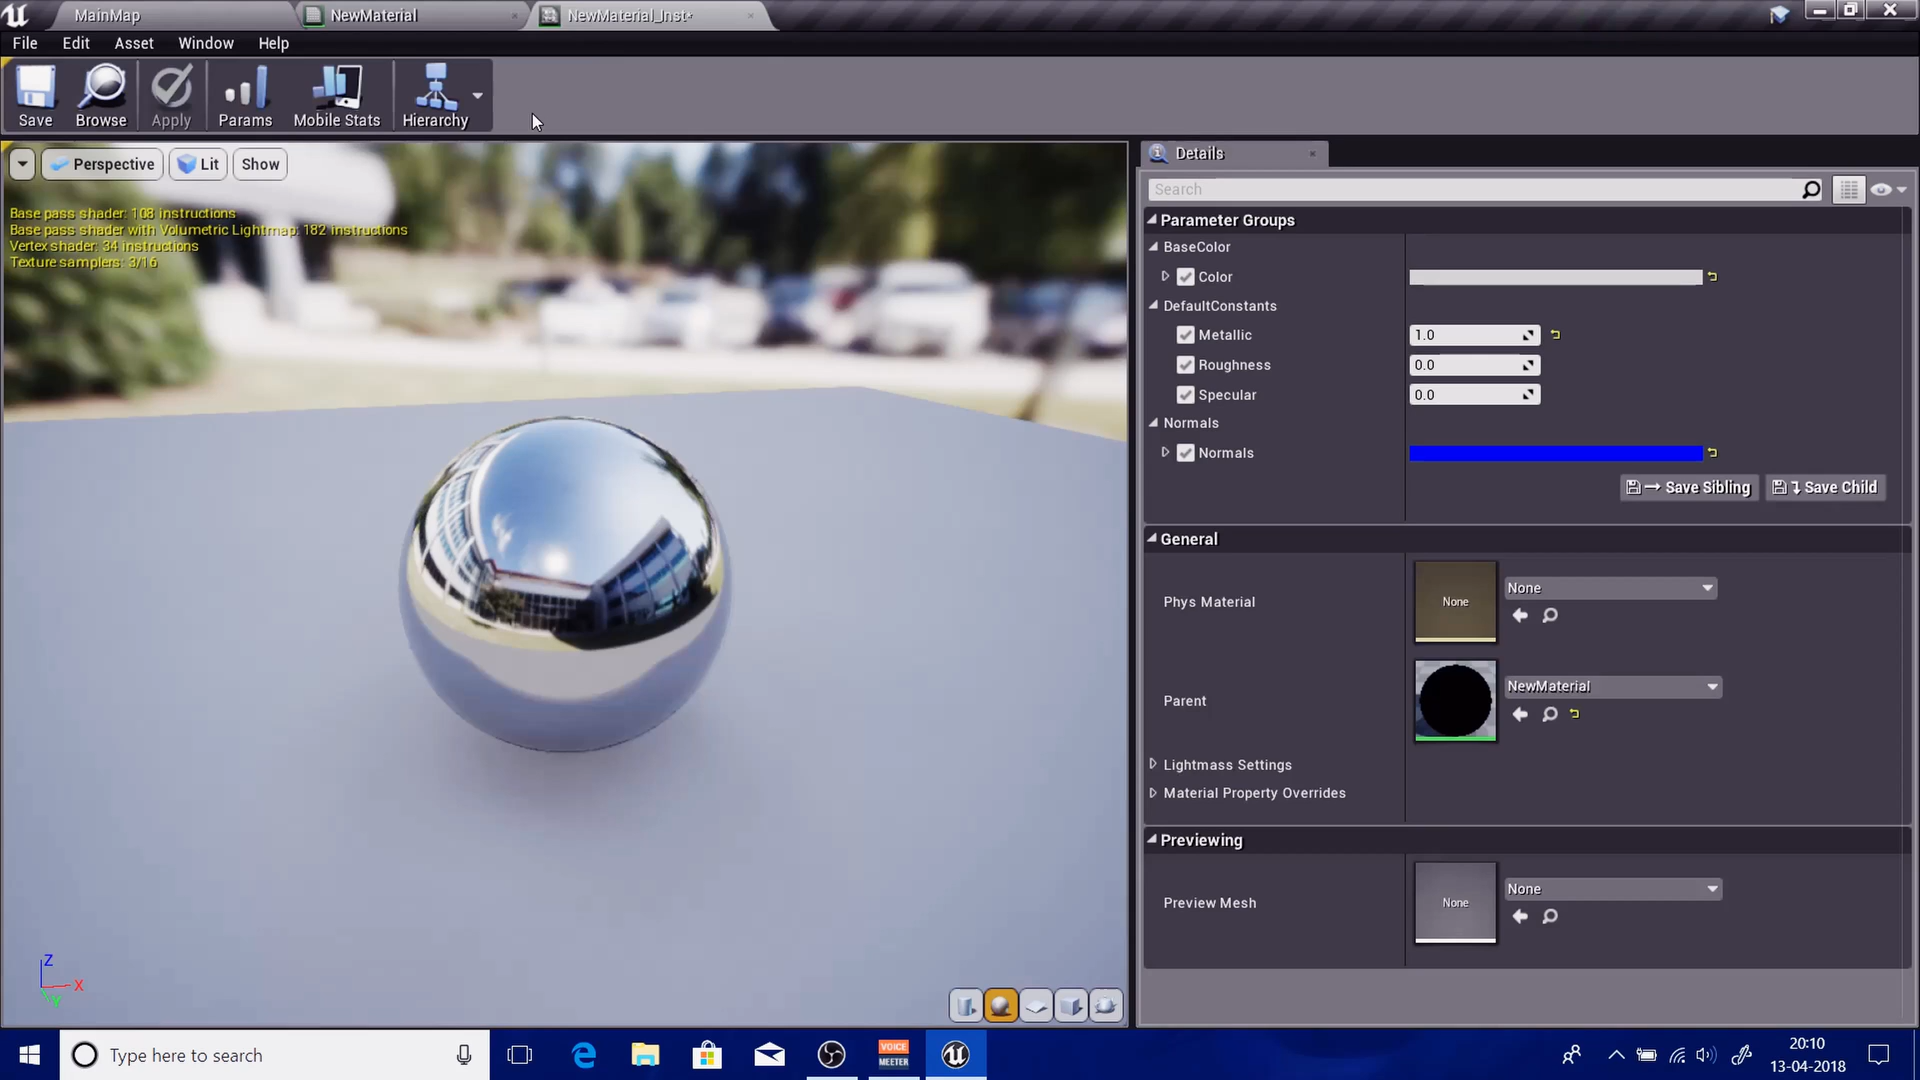 MainMap
NewMaterial
NewMaterial_Inst*
File Edit Asset Window Help
Save
Browse
Apply
Params
Mobile Stats
Hierarchy
Perspective
Lit
Show
Base pass shader: 108 instructions
Base pass shader with Volumetric Lightmap: 182 instructions
Vertex shader: 34 instructions
Texture samplers: 3/16
Z
X
Y
Details
Search
Parameter Groups
BaseColor
Color
DefaultConstants
Metallic 1.0
Roughness 0.0
Specular 0.0
Normals
Normals
Save Sibling
Save Child
General
Phys Material
None
None
Parent
NewMaterial
Lightmass Settings
Material Property Overrides
Previewing
Preview Mesh
None
None
Type here to search
VOICE
MEETER
20:10
13-04-2018